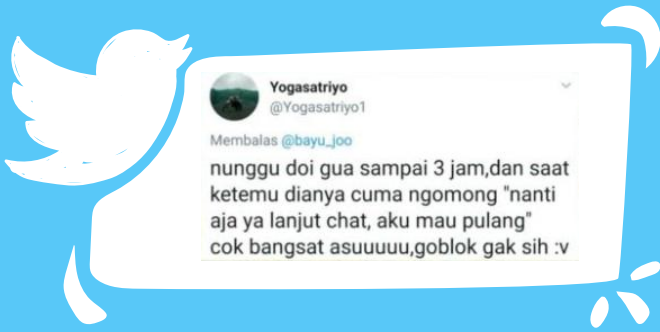 Yogasatriyo
@Yogasatriyo1
Membalas @bayu_joo
nunggu doi gua sampai 3 jam,dan saat
ketemu dianya cuma ngomong "nanti
aja ya lanjut chat, aku mau pulang"
cok bangsat asuuuuu,goblok gak sih :v